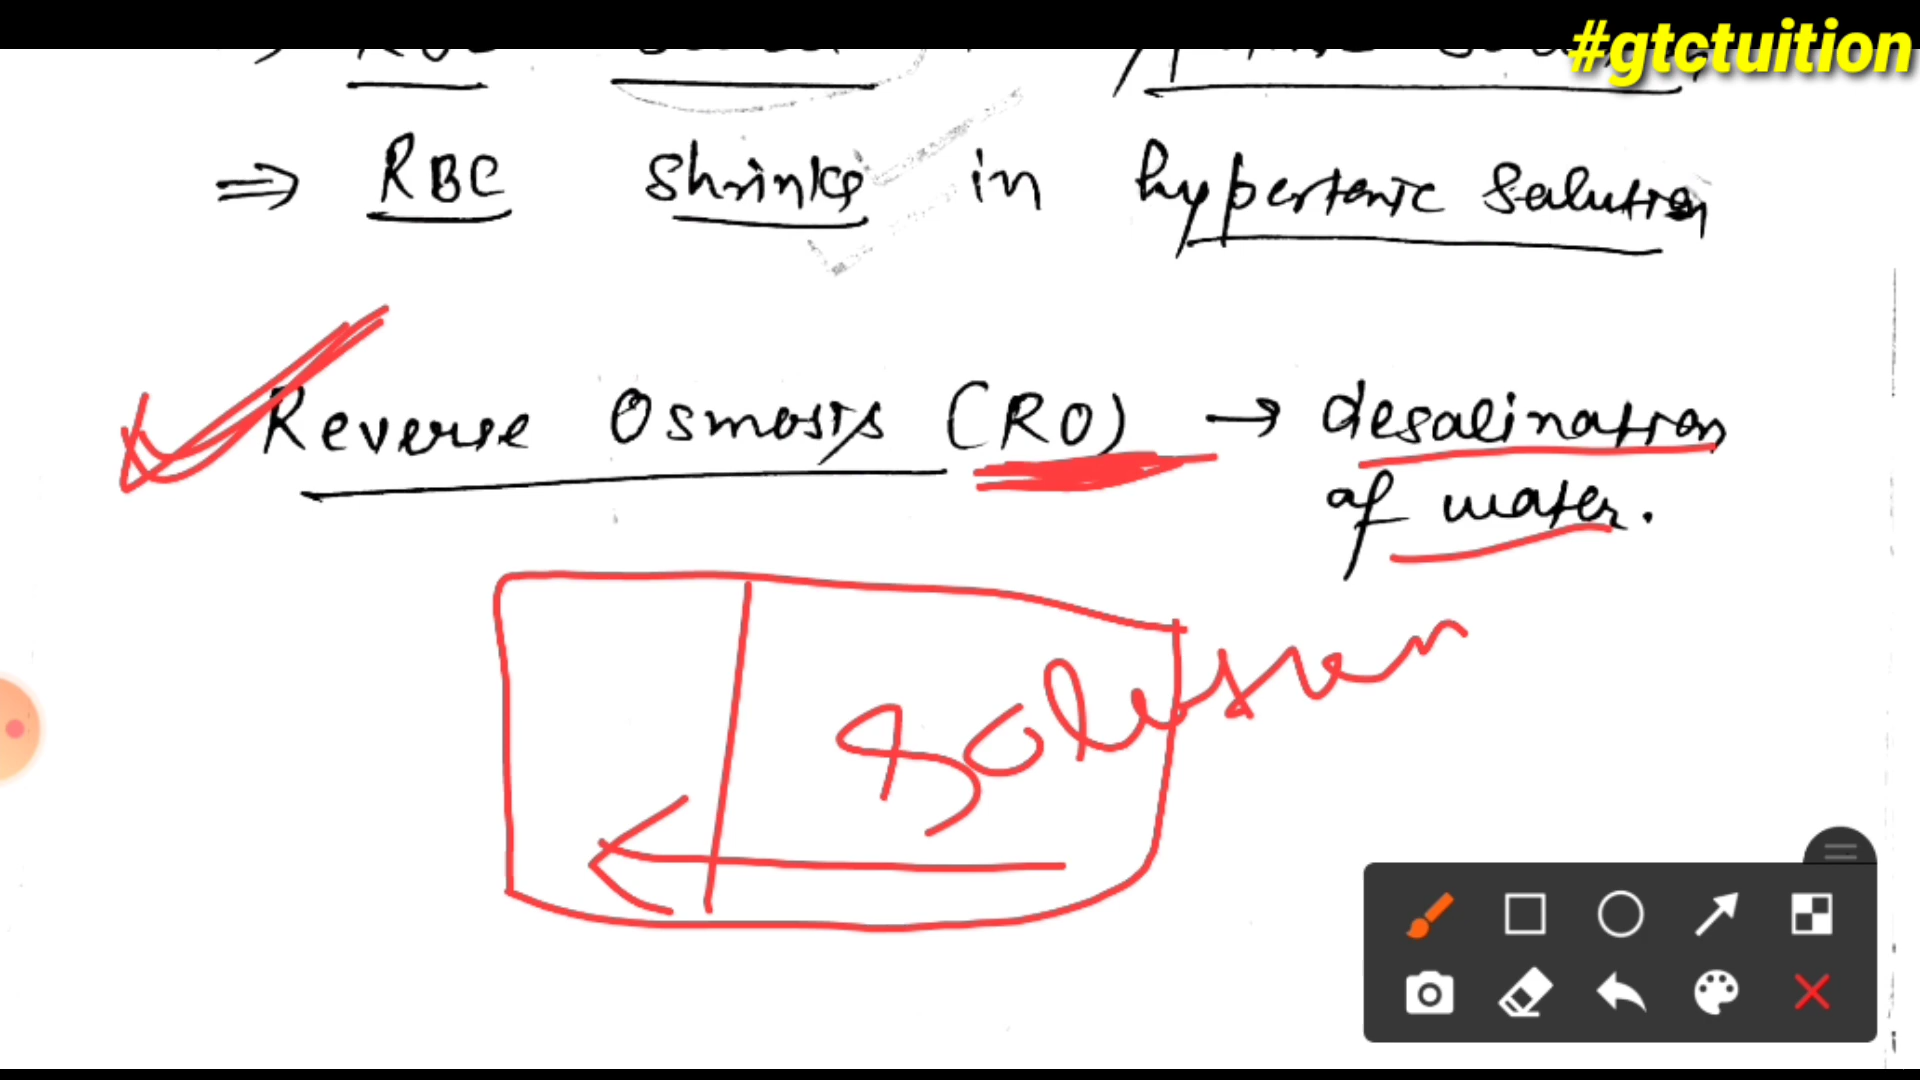 #gtctuition
⇒ RBC shrinks in hypertonic solution
Reverse Osmosis (RO) → desalination
of water.
Solution